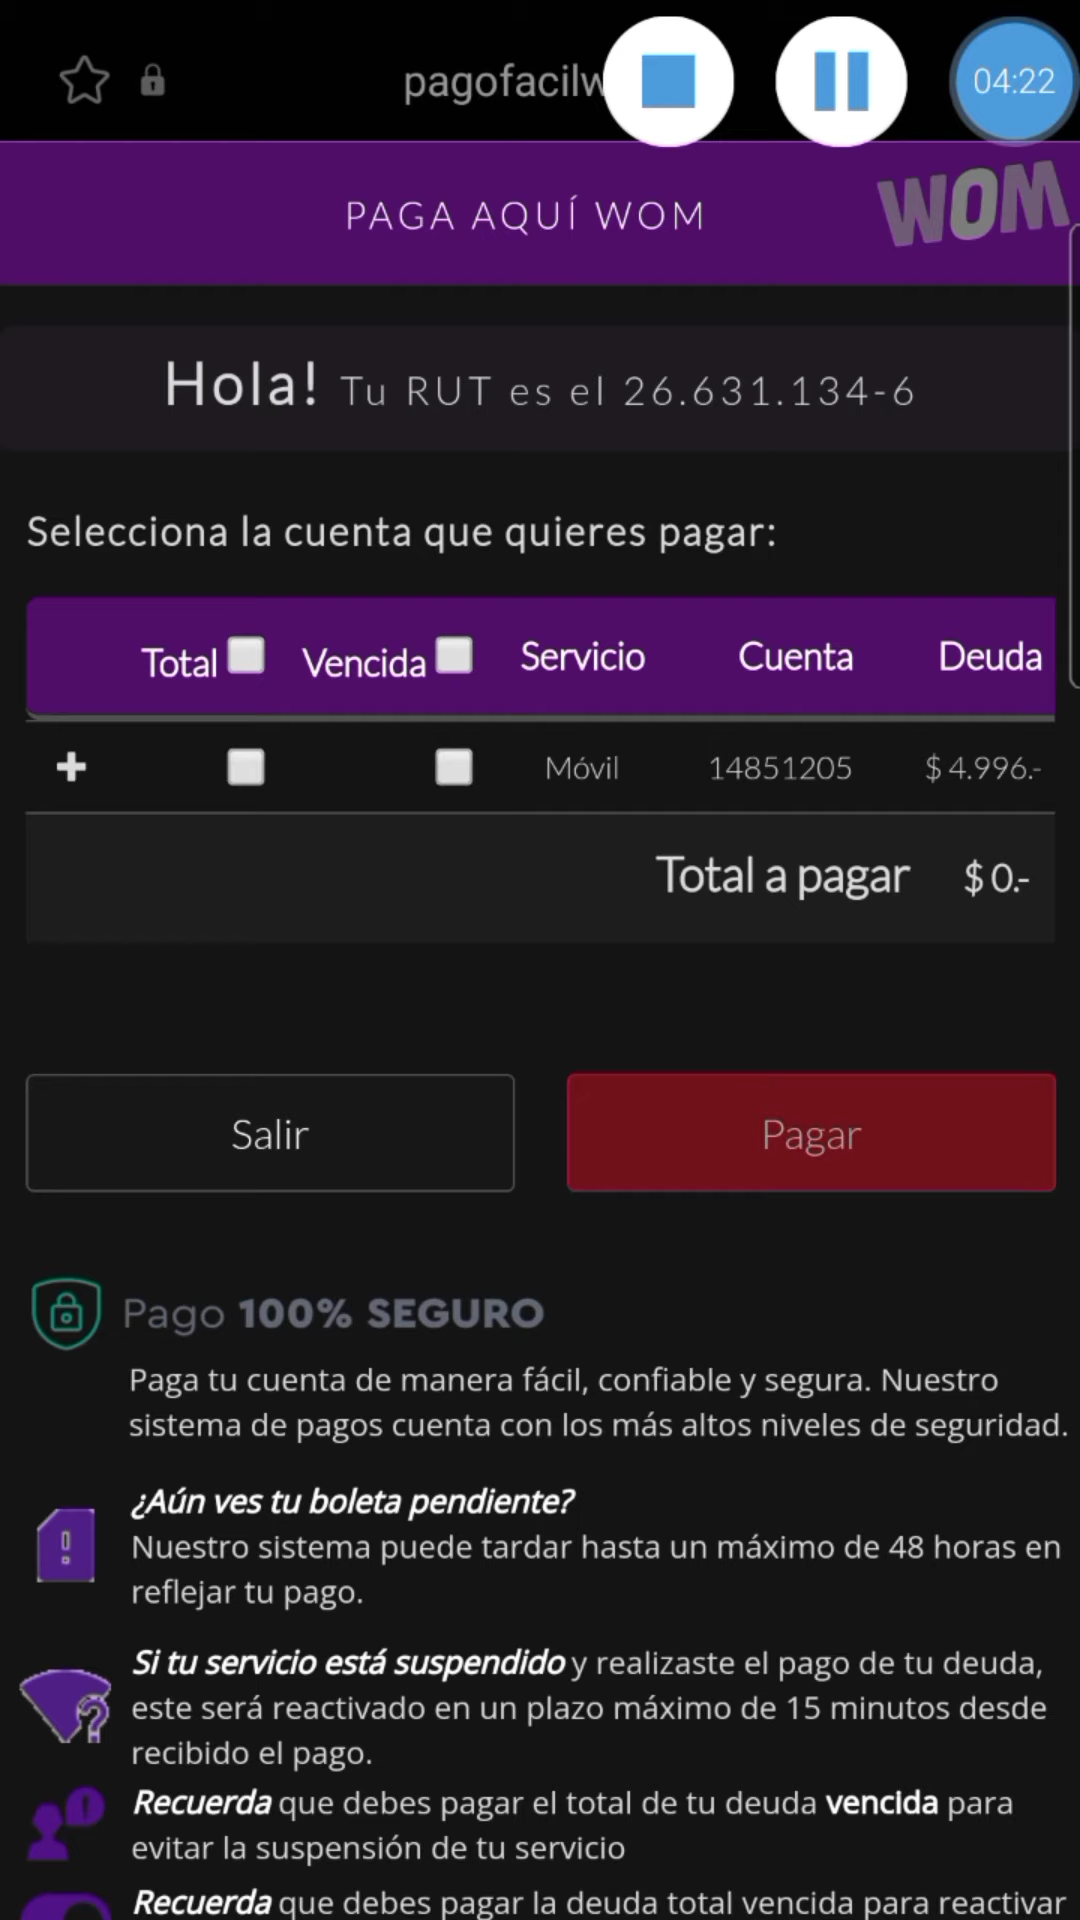 pagofacilw
04:22
PAGA AQUÍ WOM
WOM
Hola! Tu RUT es el 26.631.134-6
Selecciona la cuenta que quieres pagar:
Total Vencida Servicio Cuenta Deuda
Móvil 14851205 $ 4.996.-
Total a pagar $ 0.-
Salir
Pagar
Pago 100% SEGURO
Paga tu cuenta de manera fácil, confiable y segura. Nuestro
sistema de pagos cuenta con los más altos niveles de seguridad.
¿Aún ves tu boleta pendiente?
Nuestro sistema puede tardar hasta un máximo de 48 horas en
reflejar tu pago.
Si tu servicio está suspendido y realizaste el pago de tu deuda,
este será reactivado en un plazo máximo de 15 minutos desde
recibido el pago.
Recuerda que debes pagar el total de tu deuda vencida para
evitar la suspensión de tu servicio
Recuerda que debes pagar la deuda total vencida para reactivar